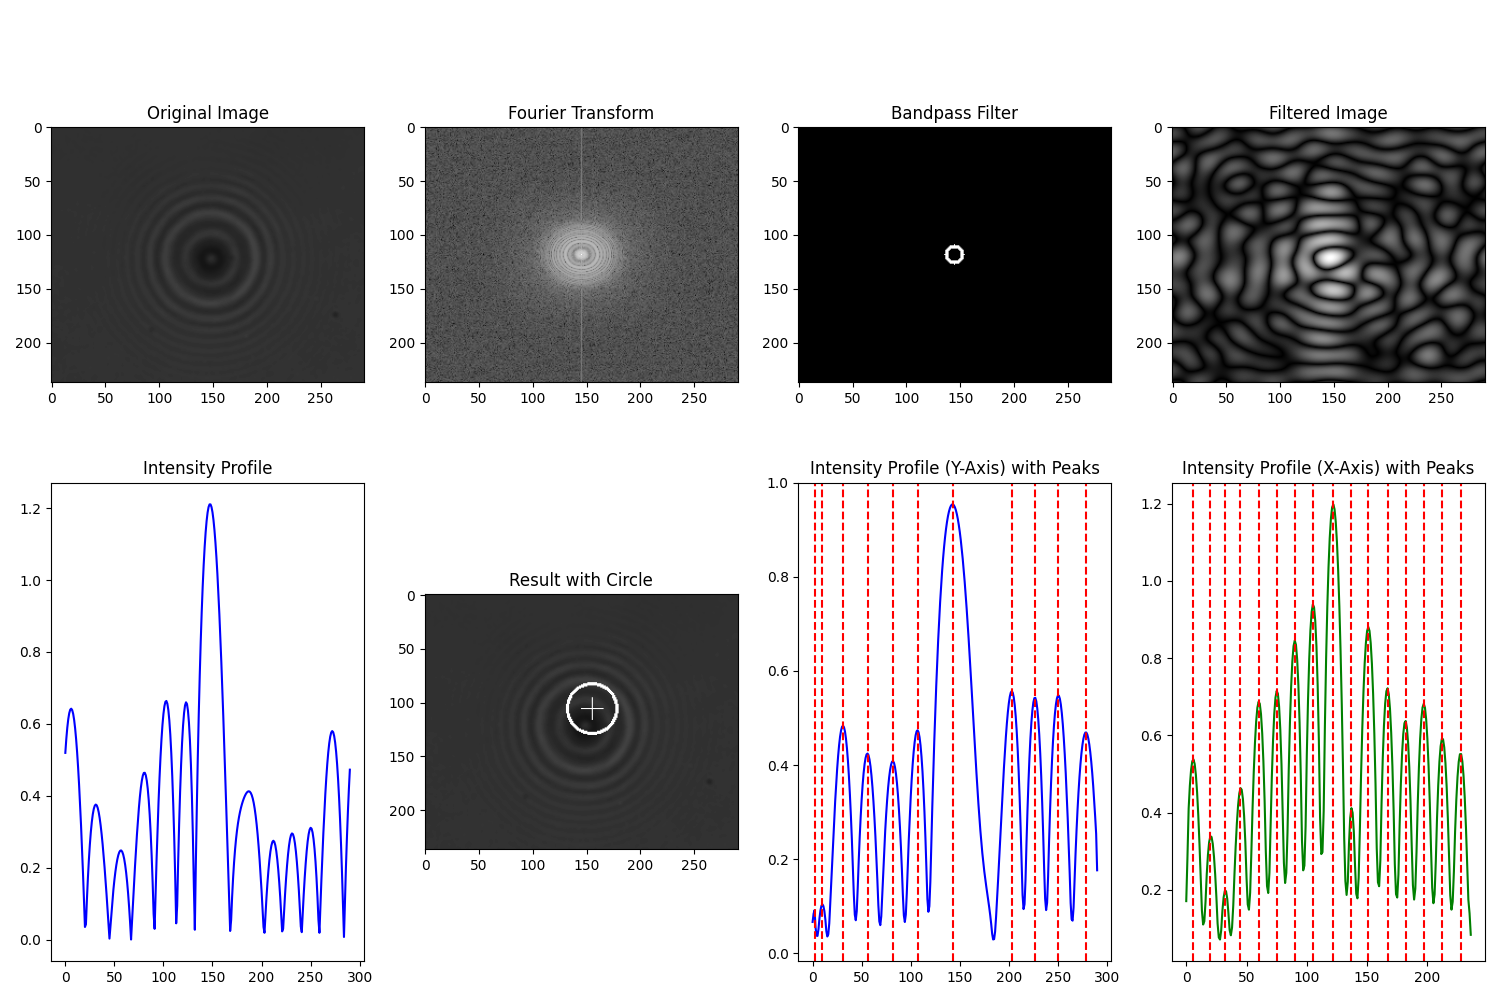 Original Image
0
50
100
150
200
0 50 100 150 200 250
Fourier Transform
0
50
100
150
200
0 50 100 150 200 250
Bandpass Filter
0
50
100
150
200
0 50 100 150 200 250
Filtered Image
0
50
100
150
200
0 50 100 150 200 250
Intensity Profile
1.2
1.0
0.8
0.6
0.4
0.2
0.0
0 50 100 150 200 250 300
Result with Circle
0
50
100
150
200
0 50 100 150 200 250
Intensity Profile (Y-Axis) with Peaks
1.0
0.8
0.6
0.4
0.2
0.0
0 50 100 150 200 250 300
Intensity Profile (X-Axis) with Peaks
1.2
1.0
0.8
0.6
0.4
0.2
0 50 100 150 200